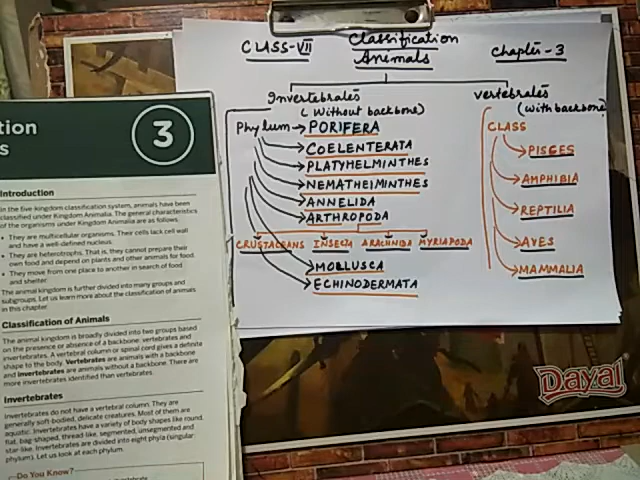 CLASS-VII Classification Chapter-3
Animals
Invertebrates
(Without backbone)
Phylum→ PORIFERA
COELENTERATA
PLATYHELMINTHES
NEMATHEIMINTHES
ANNELIDA
ARTHROPODA
CRUSTACEANS INSECTA ARACHNIDA MYRIAPODA
MOLLUSCA
ECHINODERMATA
vertebrates
(With backbone)
CLASS
PISCES
AMPHIBIA
REPTILIA
AVES
MAMMALIA
tion
s
3
Introduction
In the five-kingdom classification system, animals have been
classified under Kingdom Animalia. The general characteristics
of the organisms under Kingdom Animalia are as follows.
• They are multicellular organisms. Their cells lack cell wall
and have a well-defined nucleus.
• They are heterotrophs. That is, they cannot prepare their
own food and depend on plants and other animals for food.
• They move from one place to another in search of food
and shelter.
The animal kingdom is further divided into many groups and
subgroups. Let us learn more about the classification of animals
in this chapter.
Classification of Animals
The animal kingdom is broadly divided into two groups based
on the presence or absence of a backbone: vertebrates and
invertebrates. A vertebral column or spinal cord gives a definite
shape to the body. Vertebrates are animals with a backbone
and invertebrates are animals without a backbone. There are
more invertebrates identified than vertebrates.
Invertebrates
Invertebrates do not have a vertebral column. They are
generally soft-bodied, delicate creatures. Most of them are
aquatic. Invertebrates have a variety of body shapes like round,
flat, bag-shaped, thread-like, segmented, unsegmented and
star-like. Invertebrates are divided into eight phyla (singular:
phylum). Let us look at each phylum.
Do You Know?
Dayal